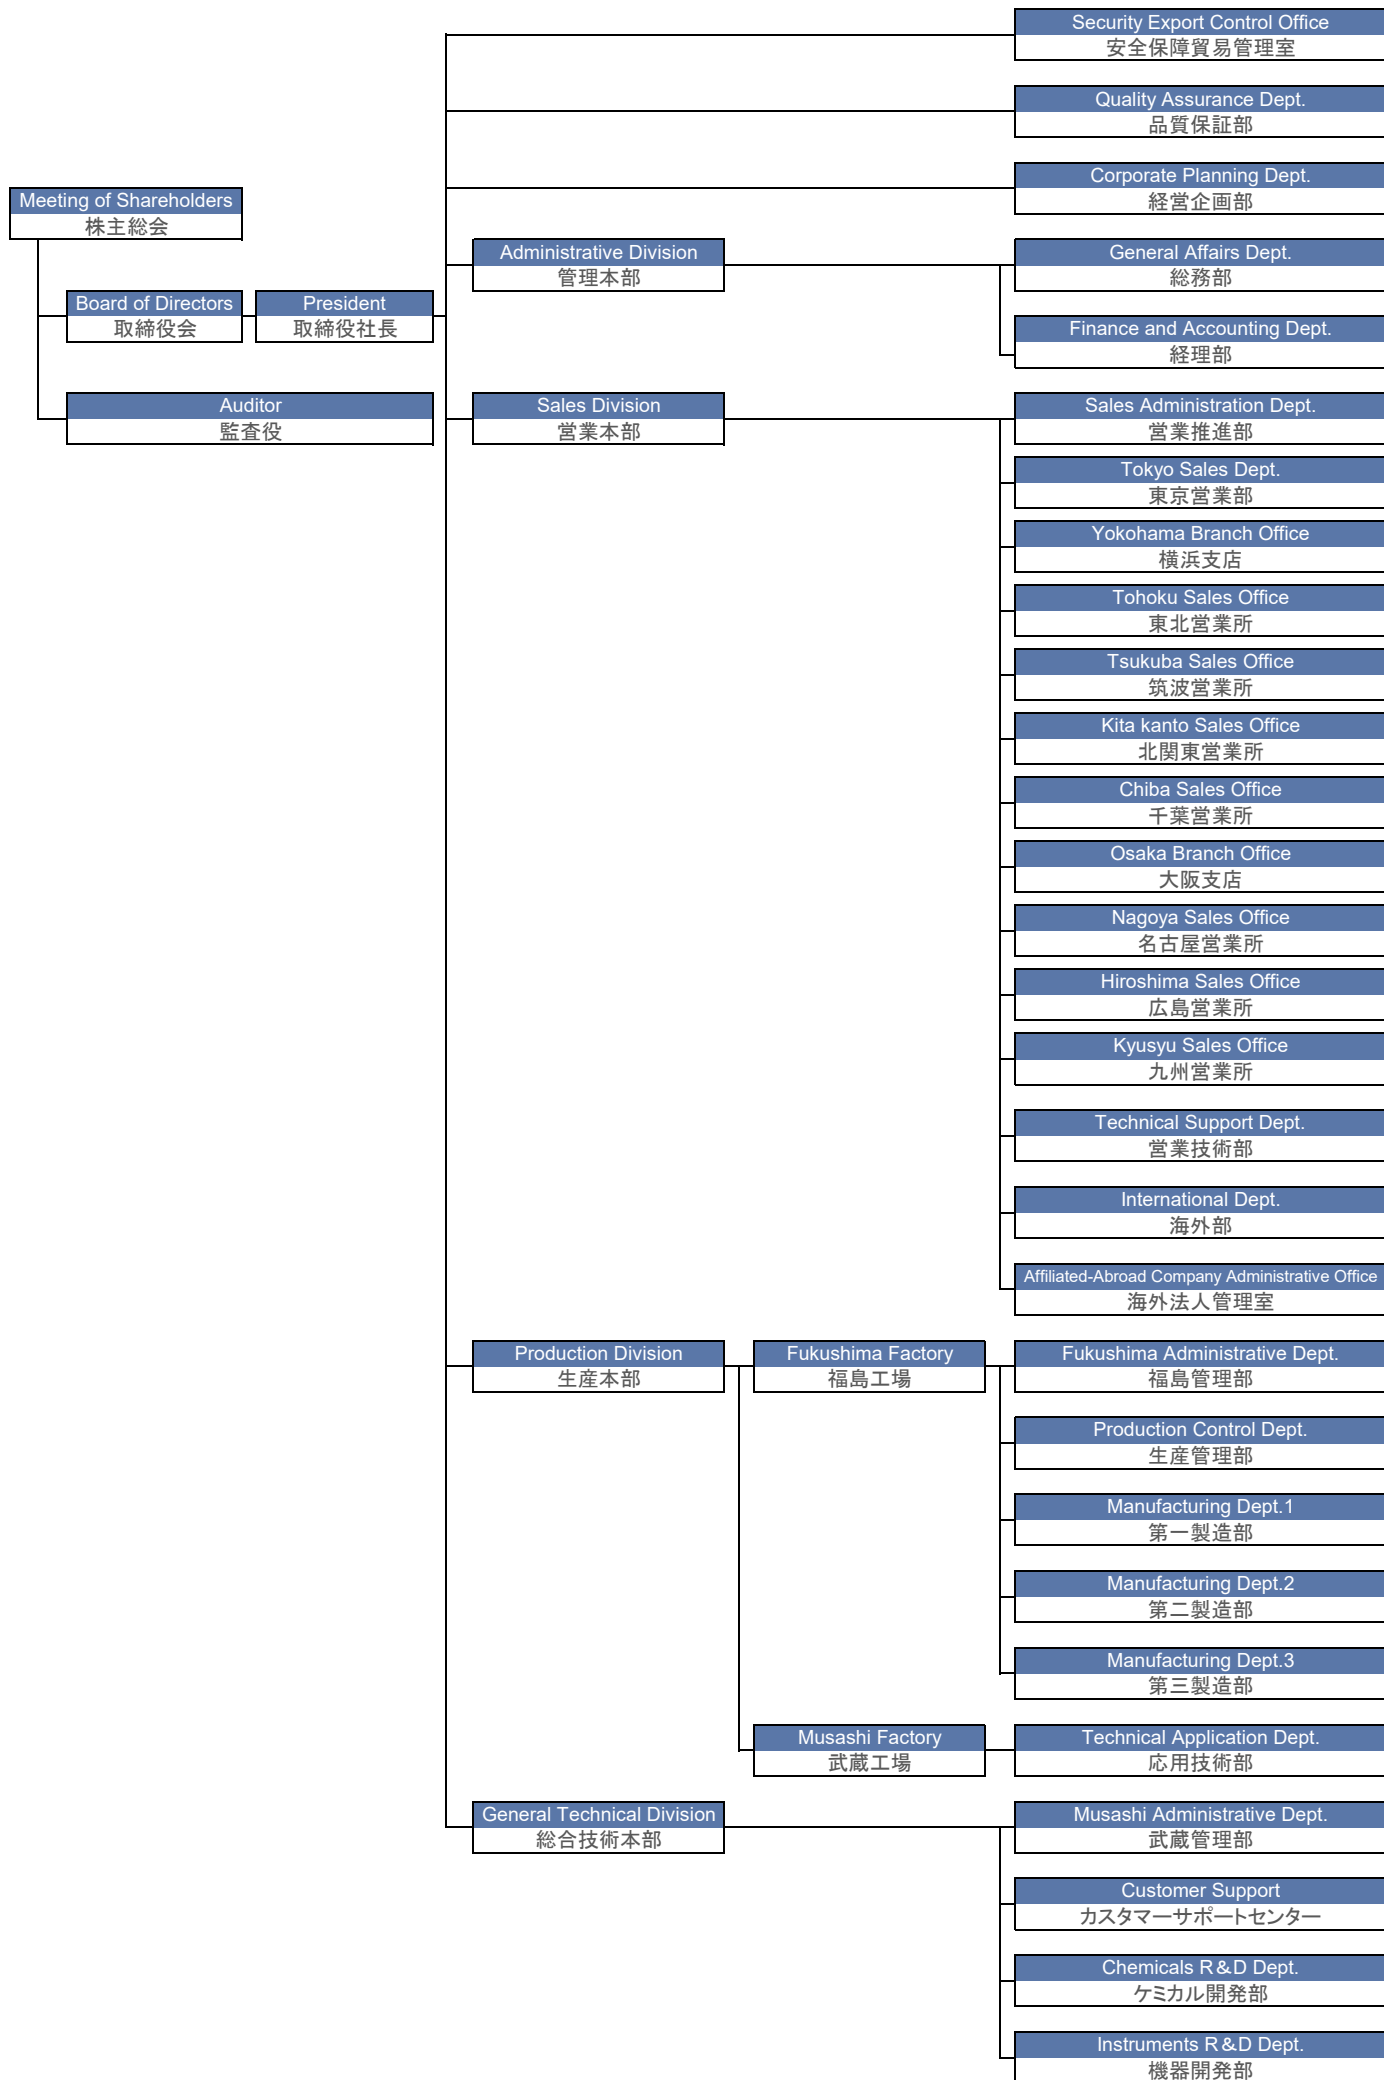 Security Export Control Office
安全保障貿易管理室
Quality Assurance Dept.
品質保証部
Corporate Planning Dept.
経営企画部
Meeting of Shareholders
株主総会
Administrative Division
管理本部
General Affairs Dept.
総務部
Board of Directors
取締役会
President
取締役社長
Finance and Accounting Dept.
経理部
Auditor
監査役
Sales Division
営業本部
Sales Administration Dept.
営業推進部
Tokyo Sales Dept.
東京営業部
Yokohama Branch Office
横浜支店
Tohoku Sales Office
東北営業所
Tsukuba Sales Office
筑波営業所
Kita kanto Sales Office
北関東営業所
Chiba Sales Office
千葉営業所
Osaka Branch Office
大阪支店
Nagoya Sales Office
名古屋営業所
Hiroshima Sales Office
広島営業所
Kyusyu Sales Office
九州営業所
Technical Support Dept.
営業技術部
International Dept.
海外部
Affiliated-Abroad Company Administrative Office
海外法人管理室
Production Division
生産本部
Fukushima Factory
福島工場
Fukushima Administrative Dept.
福島管理部
Production Control Dept.
生産管理部
Manufacturing Dept.1
第一製造部
Manufacturing Dept.2
第二製造部
Manufacturing Dept.3
第三製造部
Musashi Factory
武蔵工場
Technical Application Dept.
応用技術部
General Technical Division
総合技術本部
Musashi Administrative Dept.
武蔵管理部
Customer Support
カスタマーサポートセンター
Chemicals R＆D Dept.
ケミカル開発部
Instruments R＆D Dept.
機器開発部